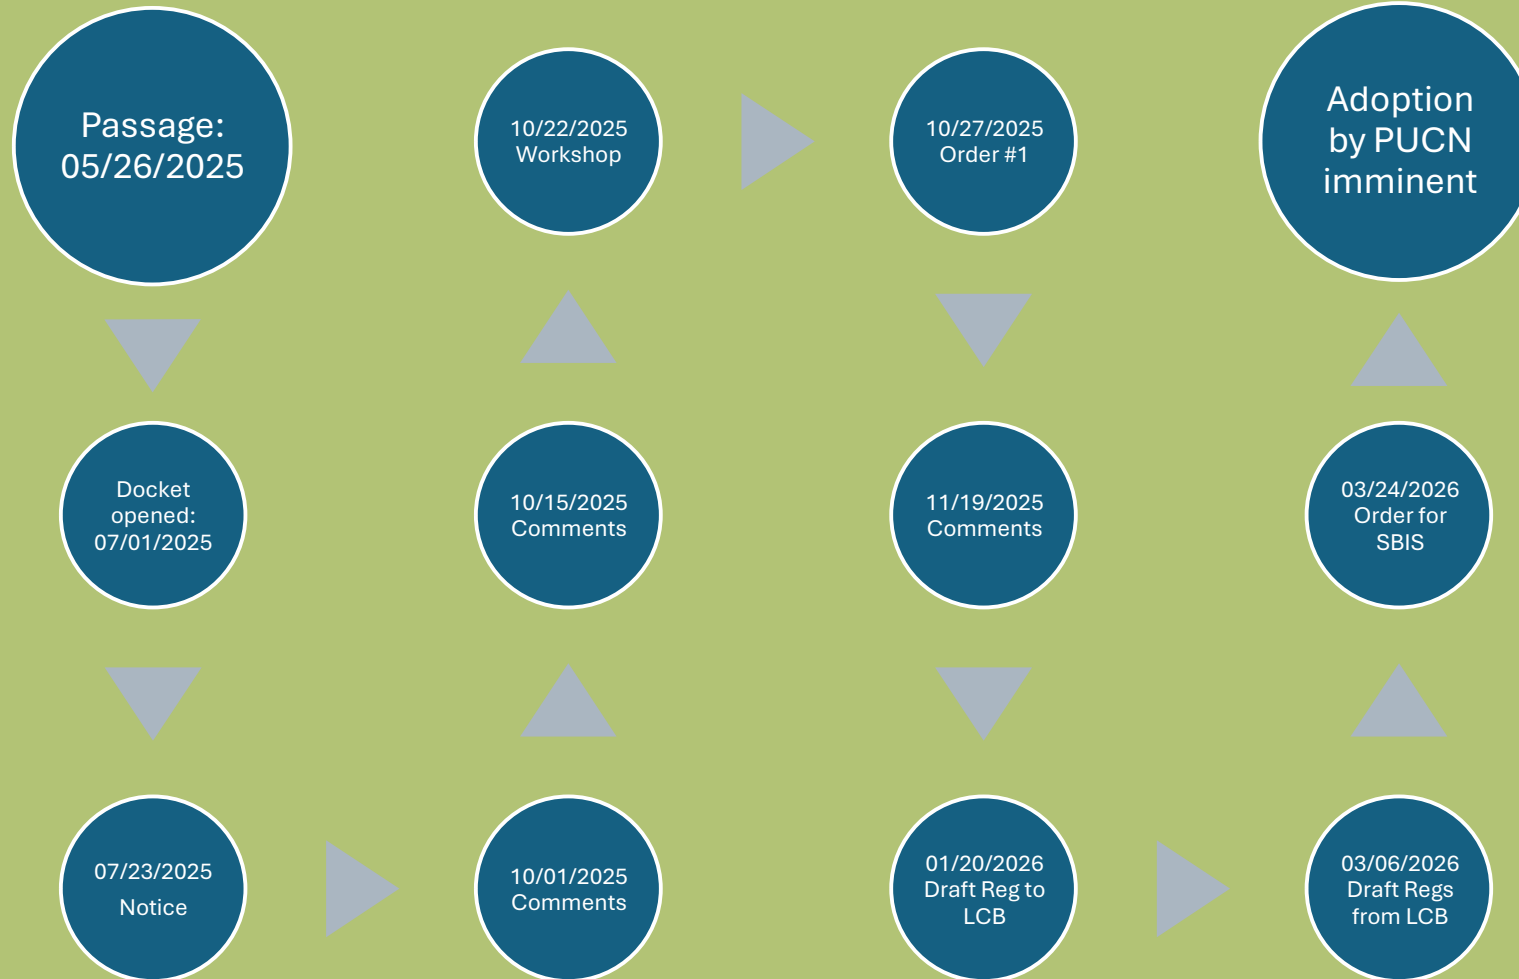 Passage:
05/26/2025
Docket
opened:
07/01/2025
07/23/2025
Notice
10/01/2025
Comments
10/15/2025
Comments
10/22/2025
Workshop
10/27/2025
Order #1
11/19/2025
Comments
01/20/2026
Draft Reg to
LCB
03/06/2026
Draft Regs
from LCB
03/24/2026
Order for
SBIS
Adoption
by PUCN
imminent